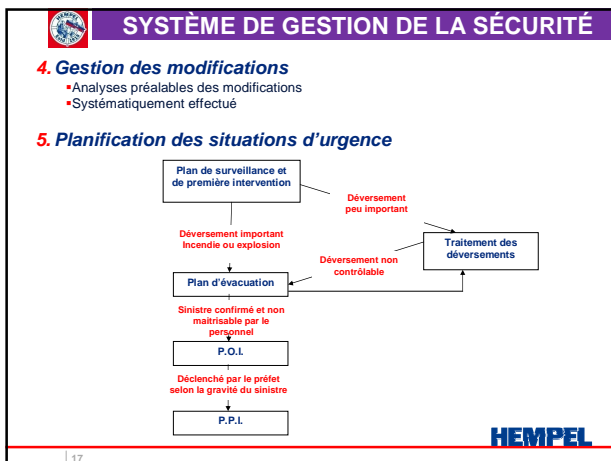 SYSTÈME DE GESTION DE LA SÉCURITÉ
HEMPEL
4. Gestion des modifications
▪Analyses préalables des modifications
▪Systématiquement effectué
5. Planification des situations d'urgence
Plan de surveillance et
de première intervention
Déversement
peu important
Déversement important
Incendie ou explosion
Traitement des
déversements
Déversement non
contrôlable
Plan d'évacuation
Sinistre confirmé et non
maitrisable par le
personnel
P.O.I.
Déclenché par le préfet
selon la gravité du sinistre
P.P.I.
HEMPEL
17